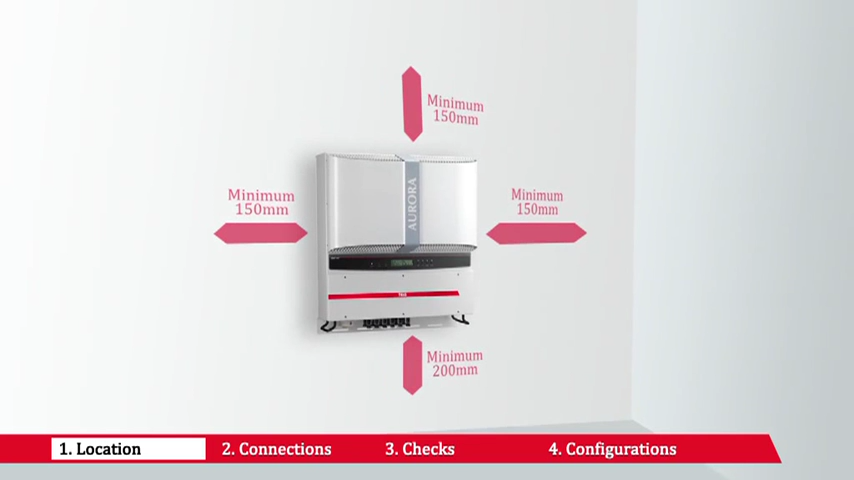 Minimum
150mm
Minimum
150mm
Minimum
150mm
AURORA
Minimum
200mm
1. Location
2. Connections
3. Checks
4. Configurations